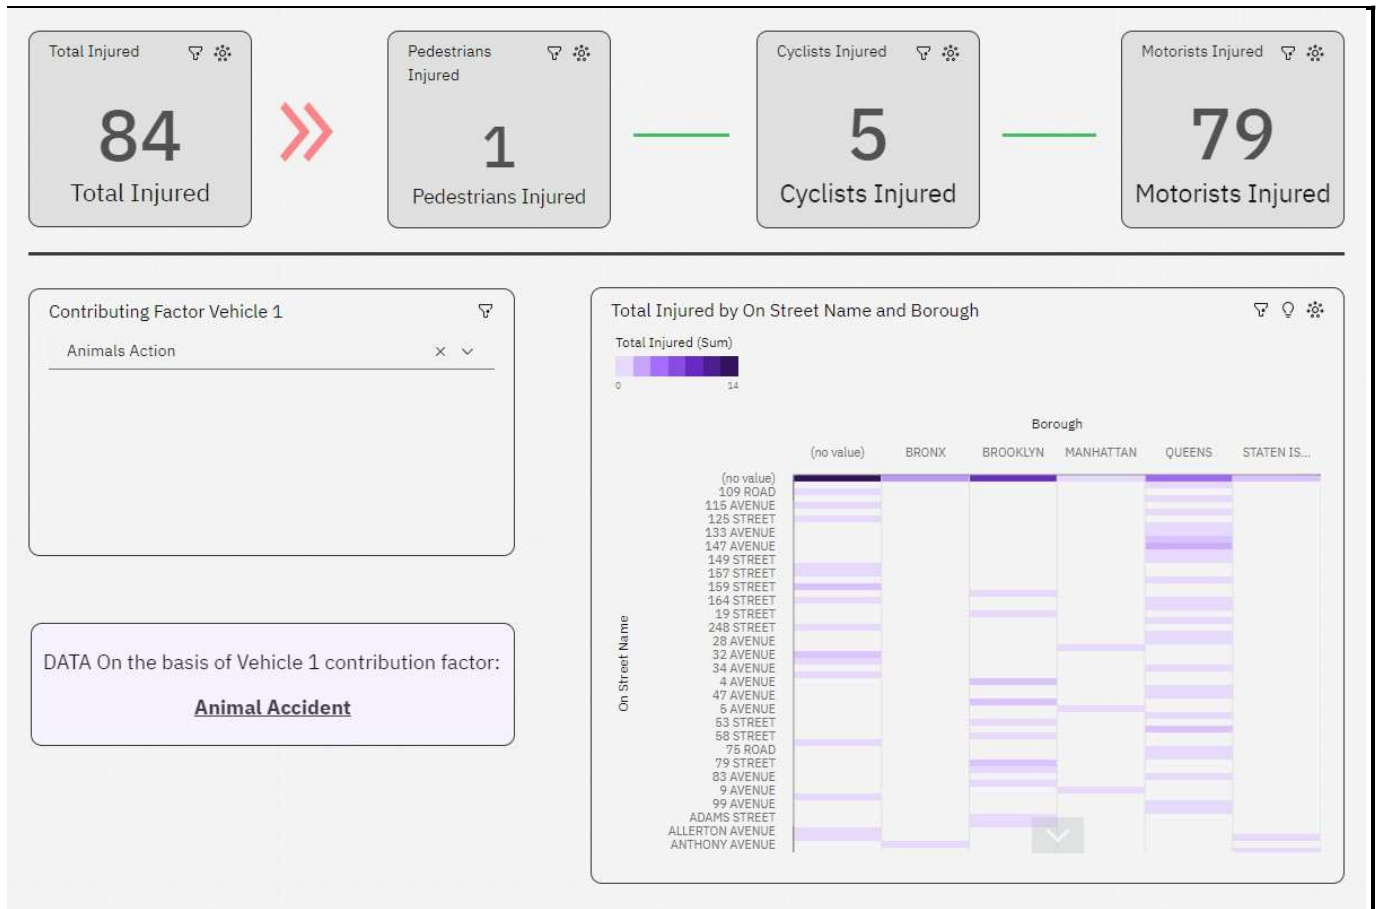 Total Injured
84
Total Injured
Pedestrians
Injured
1
Pedestrians Injured
Cyclists Injured
5
Cyclists Injured
Motorists Injured
79
Motorists Injured
Contributing Factor Vehicle 1
Animals Action
DATA On the basis of Vehicle 1 contribution factor:
Animal Accident
Total Injured by On Street Name and Borough
Total Injured (Sum)
0 14
Borough
(no value) BRONX BROOKLYN MANHATTAN QUEENS STATEN IS...
On Street Name
(no value)
109 ROAD
115 AVENUE
125 STREET
133 AVENUE
147 AVENUE
149 STREET
157 STREET
159 STREET
164 STREET
19 STREET
248 STREET
28 AVENUE
32 AVENUE
34 AVENUE
4 AVENUE
47 AVENUE
5 AVENUE
53 STREET
58 STREET
75 ROAD
79 STREET
83 AVENUE
9 AVENUE
99 AVENUE
ADAMS STREET
ALLERTON AVENUE
ANTHONY AVENUE